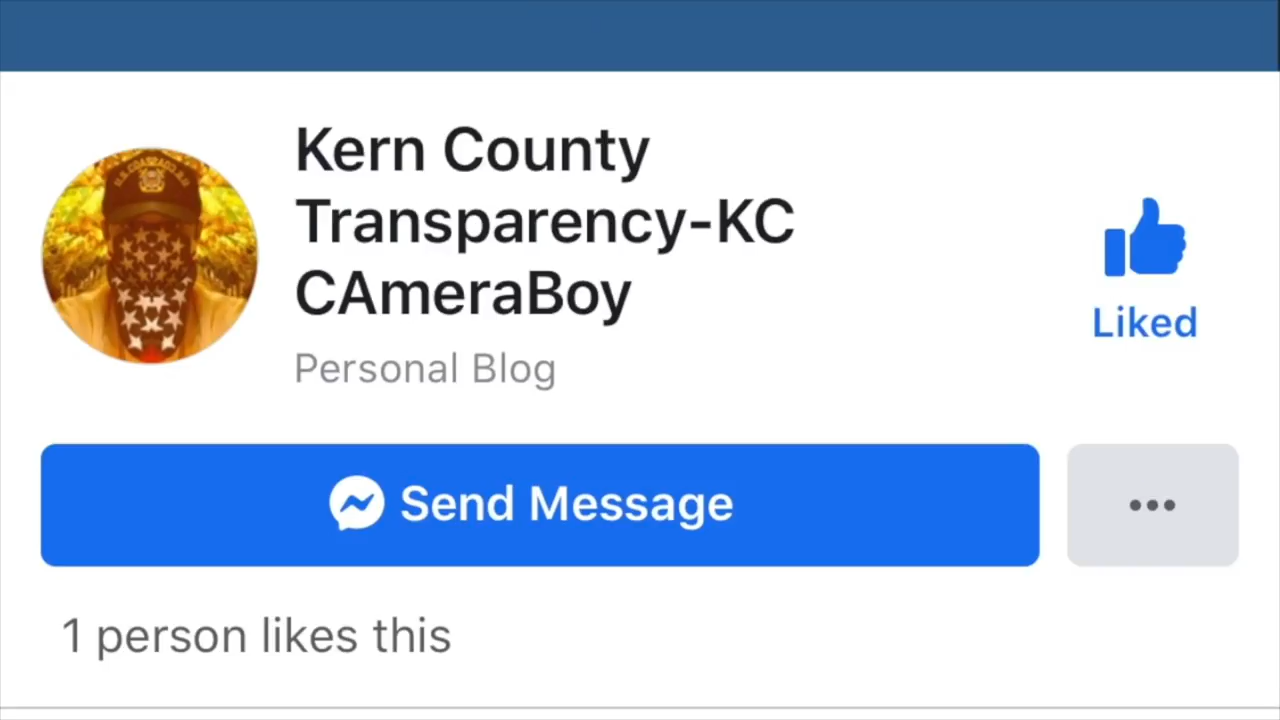 Kern County
Transparency-KC
CAmeraBoy
Liked
Personal Blog
Send Message
1 person likes this